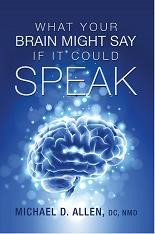 WHAT YOUR
BRAIN MIGHT SAY
IF IT COULD
SPEAK
MICHAEL D. ALLEN, DC, NMD